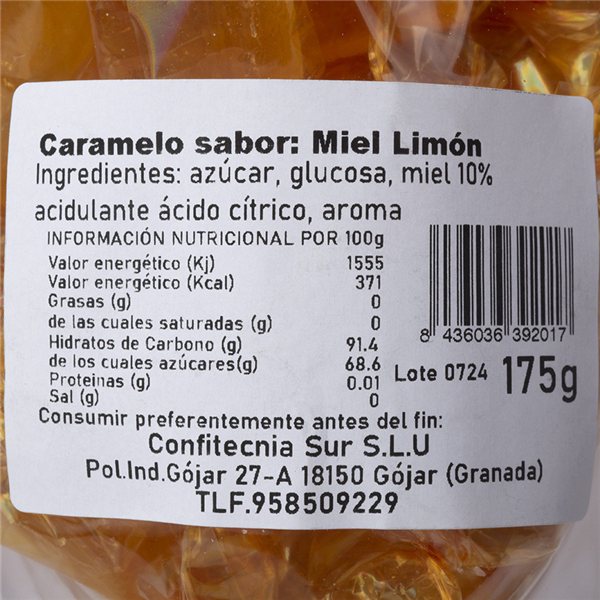 Caramelo sabor: Miel Limón
Ingredientes: azúcar, glucosa, miel 10%
acidulante ácido cítrico, aroma
INFORMACIÓN NUTRICIONAL POR 100g
Valor energético (Kj) 1555
Valor energético (Kcal) 371
Grasas (g) 0
de las cuales saturadas (g) 0
Hidratos de Carbono (g) 91.4
de los cuales azúcares(g) 68.6
Proteinas (g) 0.01
Sal (g) 0
8 436036 392017
Lote 0724 175g
Consumir preferentemente antes del fin:
Confitecnia Sur S.L.U
Pol.Ind.Gójar 27-A 18150 Gójar (Granada)
TLF.958509229